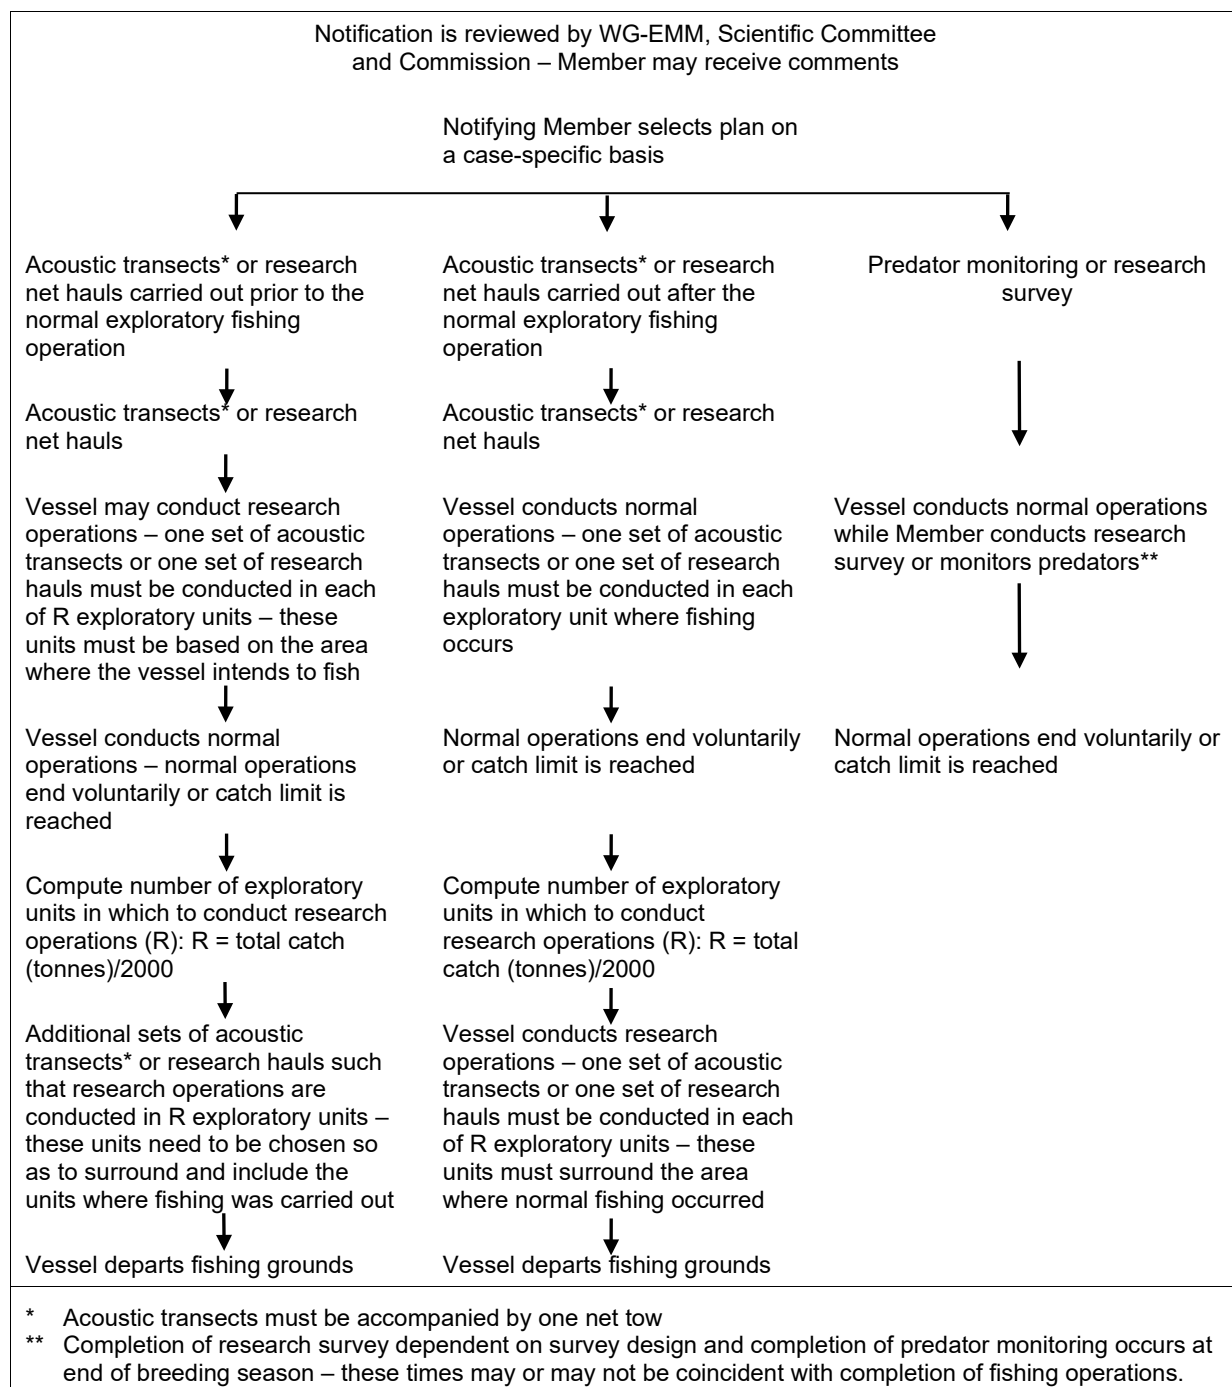 Notification is reviewed by WG-EMM, Scientific Committee
and Commission – Member may receive comments
Notifying Member selects plan on
a case-specific basis
Acoustic transects* or research
net hauls carried out prior to the
normal exploratory fishing
operation
Acoustic transects* or research
net hauls
Vessel may conduct research
operations – one set of acoustic
transects or one set of research
hauls must be conducted in each
of R exploratory units – these
units must be based on the area
where the vessel intends to fish
Vessel conducts normal
operations – normal operations
end voluntarily or catch limit is
reached
Compute number of exploratory
units in which to conduct research
operations (R): R = total catch
(tonnes)/2000
Additional sets of acoustic
transects* or research hauls such
that research operations are
conducted in R exploratory units –
these units need to be chosen so
as to surround and include the
units where fishing was carried out
Vessel departs fishing grounds
Acoustic transects* or research
net hauls carried out after the
normal exploratory fishing
operation
Acoustic transects* or research
net hauls
Vessel conducts normal
operations – one set of acoustic
transects or one set of research
hauls must be conducted in each
exploratory unit where fishing
occurs
Normal operations end voluntarily
or catch limit is reached
Compute number of exploratory
units in which to conduct
research operations (R): R = total
catch (tonnes)/2000
Vessel conducts research
operations – one set of acoustic
transects or one set of research
hauls must be conducted in each
of R exploratory units – these
units must surround the area
where normal fishing occurred
Vessel departs fishing grounds
Predator monitoring or research
survey
Vessel conducts normal operations
while Member conducts research
survey or monitors predators**
Normal operations end voluntarily or
catch limit is reached
* Acoustic transects must be accompanied by one net tow
** Completion of research survey dependent on survey design and completion of predator monitoring occurs at
end of breeding season – these times may or may not be coincident with completion of fishing operations.